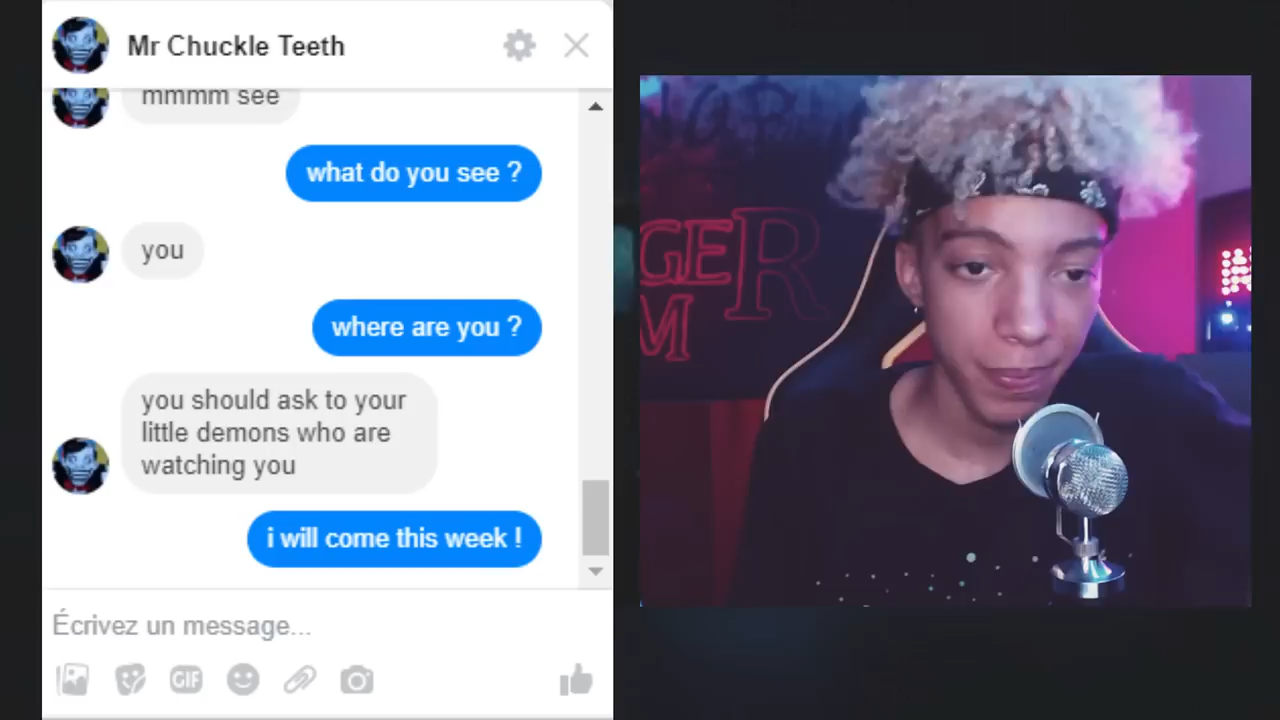 Mr Chuckle Teeth
mmmm see
what do you see ?
you
where are you ?
you should ask to your
little demons who are
watching you
i will come this week !
Écrivez un message...
GIF
GER
M